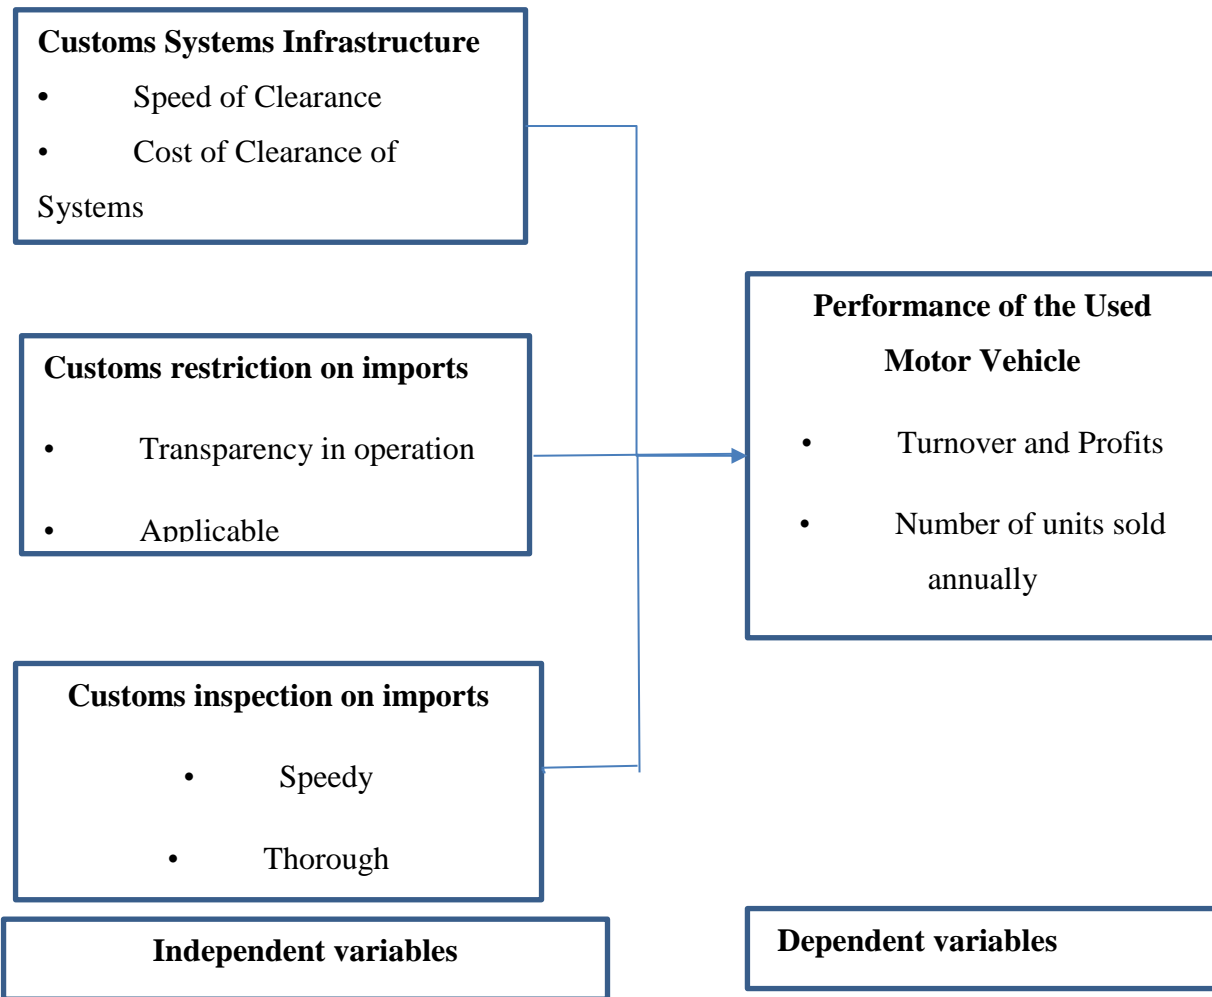 Customs Systems Infrastructure
• Speed of Clearance
• Cost of Clearance of
Systems
Customs restriction on imports
• Transparency in operation
• Applicable
Customs inspection on imports
• Speedy
• Thorough
Independent variables
Performance of the Used
Motor Vehicle
• Turnover and Profits
• Number of units sold
annually
Dependent variables